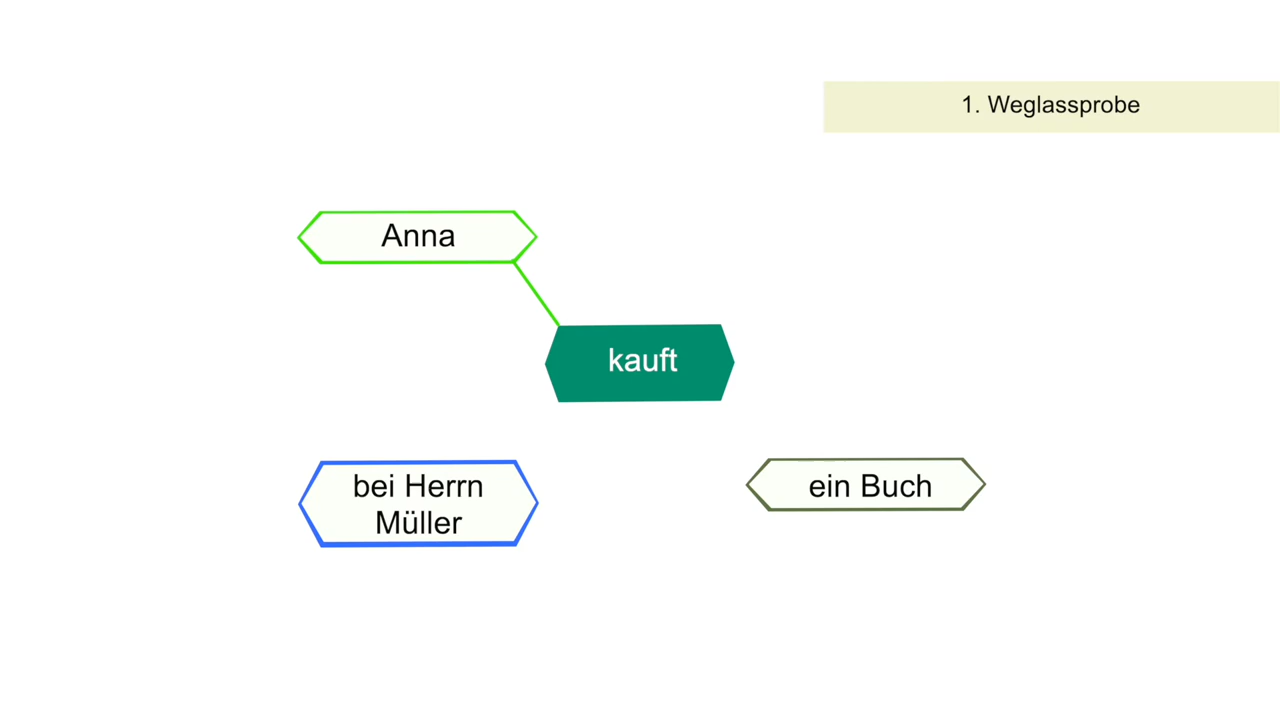 1. Weglassprobe
Anna
kauft
bei Herrn
Müller
ein Buch